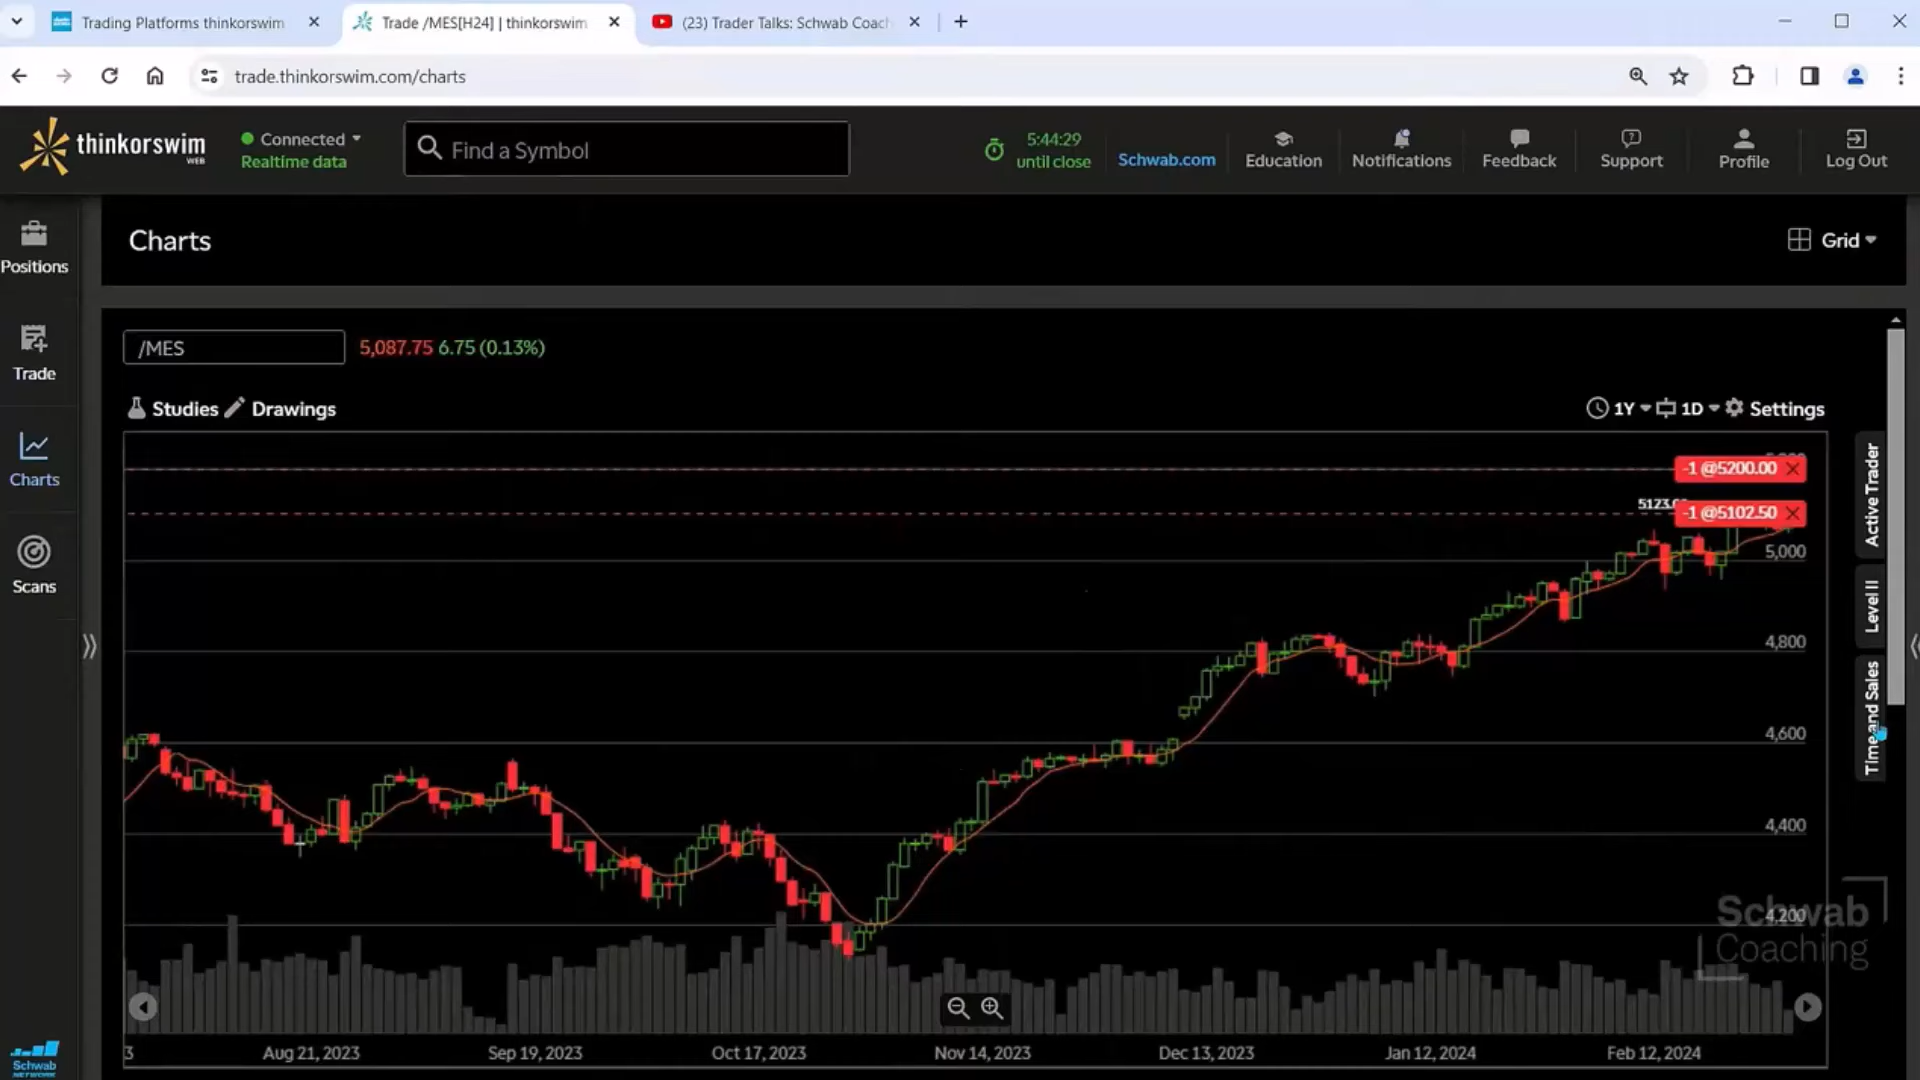 Trading Platforms thinkorswim
Trade /MES[H24] | thinkorswim
(23) Trader Talks: Schwab Coach
trade.thinkorswim.com/charts
thinkorswim
WEB
Connected
Realtime data
Find a Symbol
5:44:29
until close
Schwab.com
Education
Notifications
Feedback
Support
Profile
Log Out
Positions
Trade
Charts
Scans
Schwab
NETWORK
Charts
Grid
/MES
5,087.75 6.75 (0.13%)
Studies
Drawings
1Y
1D
Settings
-1 @5200.00
-1 @5102.50
5,000
4,800
4,600
4,400
4,200
Active Trader
Level II
Time and Sales
Schwab
Coaching
3
Aug 21, 2023
Sep 19, 2023
Oct 17, 2023
Nov 14, 2023
Dec 13, 2023
Jan 12, 2024
Feb 12, 2024